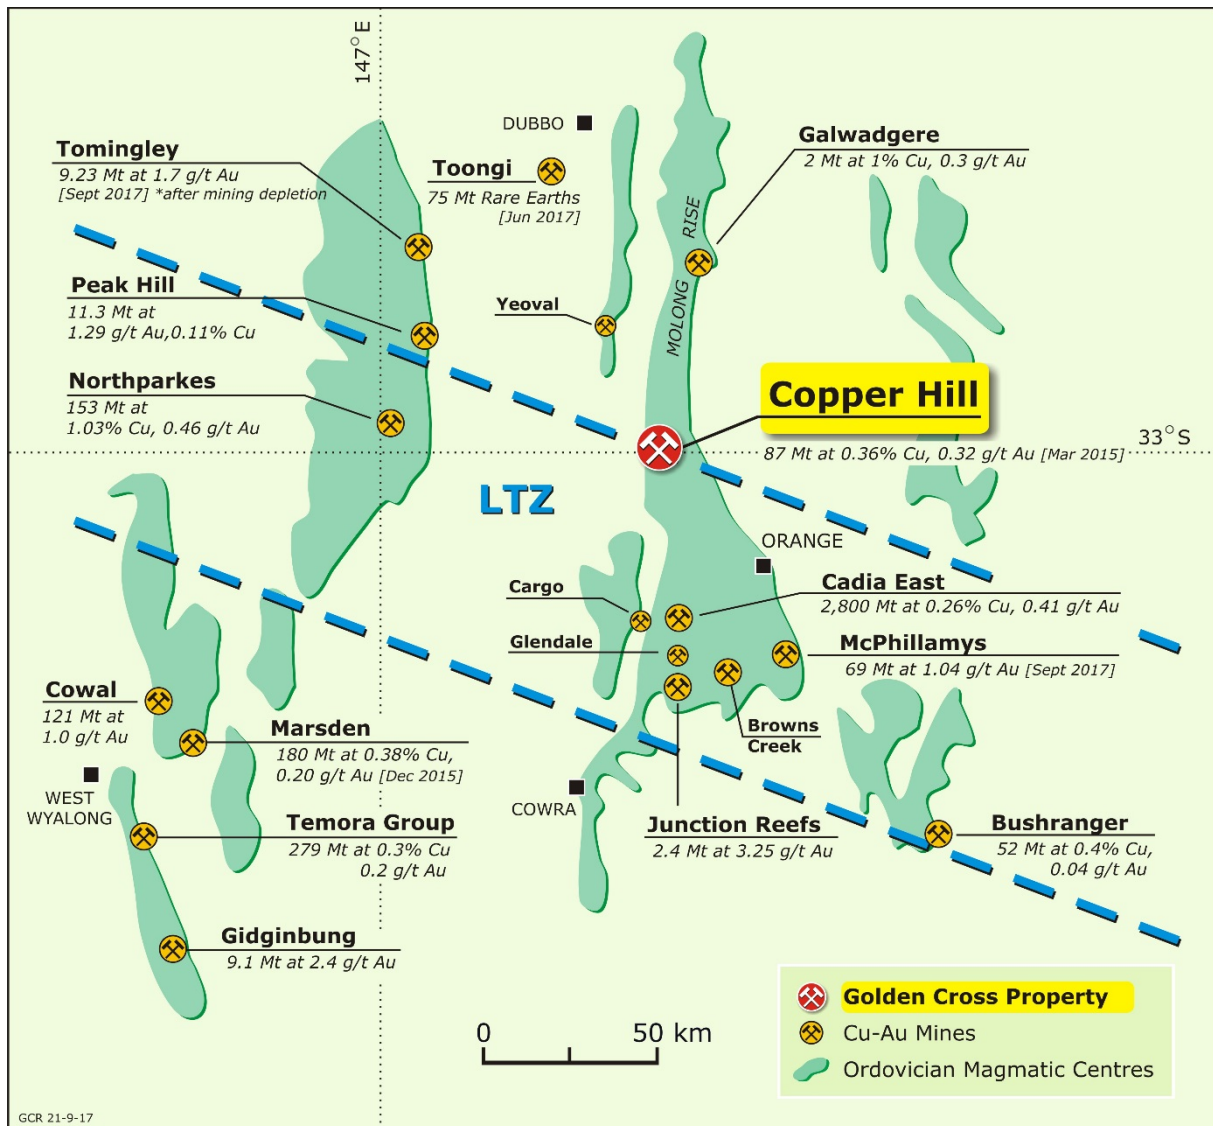 147°E
DUBBO
Tomingley
9.23 Mt at 1.7 g/t Au
[Sept 2017] *after mining depletion
Toongi
75 Mt Rare Earths
[Jun 2017]
Galwadgere
2 Mt at 1% Cu, 0.3 g/t Au
MOLONG RISE
Peak Hill
11.3 Mt at
1.29 g/t Au,0.11% Cu
Yeoval
Northparkes
153 Mt at
1.03% Cu, 0.46 g/t Au
Copper Hill
87 Mt at 0.36% Cu, 0.32 g/t Au [Mar 2015]
33°S
LTZ
ORANGE
Cargo
Cadia East
2,800 Mt at 0.26% Cu, 0.41 g/t Au
Glendale
McPhillamys
69 Mt at 1.04 g/t Au [Sept 2017]
Cowal
121 Mt at
1.0 g/t Au
Marsden
180 Mt at 0.38% Cu,
0.20 g/t Au [Dec 2015]
Browns
Creek
WEST
WYALONG
COWRA
Temora Group
279 Mt at 0.3% Cu
0.2 g/t Au
Junction Reefs
2.4 Mt at 3.25 g/t Au
Bushranger
52 Mt at 0.4% Cu,
0.04 g/t Au
Gidginbung
9.1 Mt at 2.4 g/t Au
0 50 km
Golden Cross Property
Cu-Au Mines
Ordovician Magmatic Centres
GCR 21-9-17